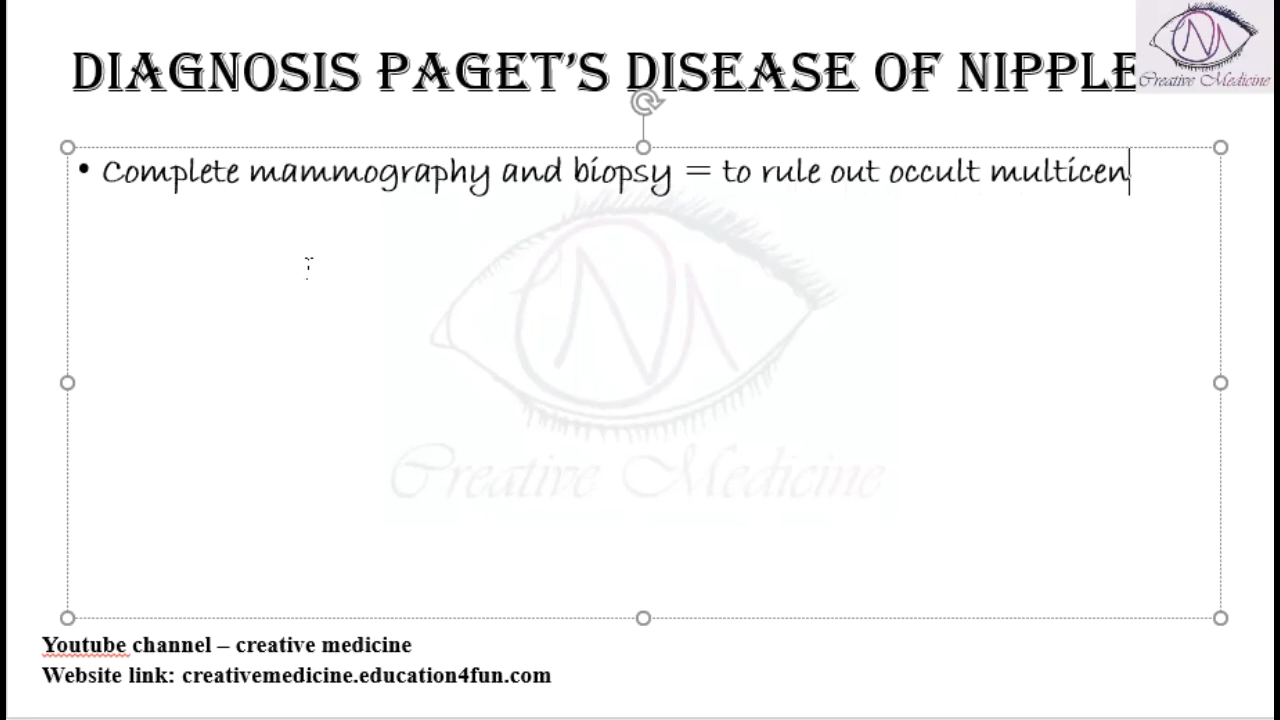 DIAGNOSIS PAGET’S DISEASE OF NIPPLE
Creative Medicine
• Complete mammography and biopsy = to rule out occult multicen
Creative Medicine
Youtube channel – creative medicine
Website link: creativemedicine.education4fun.com